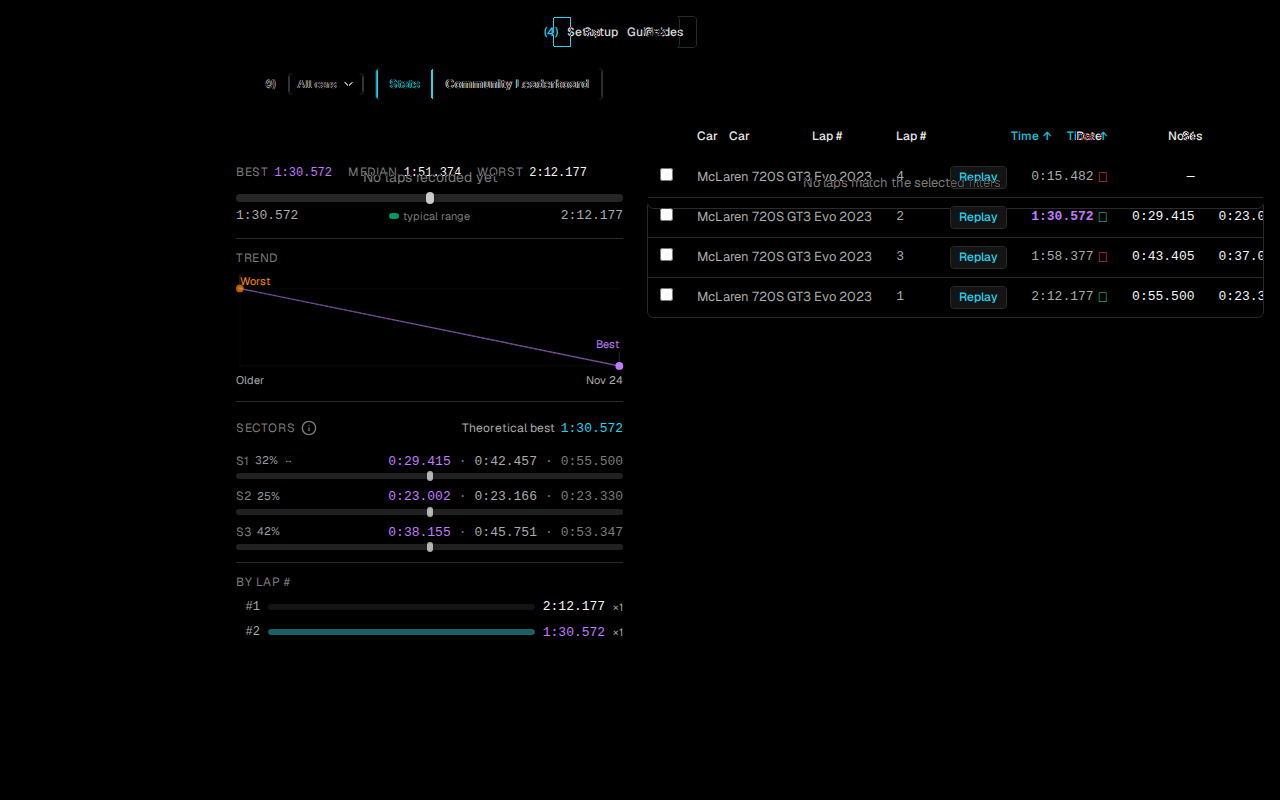 (4) Setup Guides
All cars Stats Community Leaderboard
Car Car Lap # Lap # Time ↑ Time ↑ Date Notes
BEST 1:30.572 MEDIAN 1:51.374 WORST 2:12.177
No laps recorded yet
McLaren 720S GT3 Evo 2023 4 Replay 0:15.482 —
No laps match the selected filters
1:30.572 typical range 2:12.177
McLaren 720S GT3 Evo 2023 2 Replay 1:30.572 0:29.415 0:23.0
TREND
McLaren 720S GT3 Evo 2023 3 Replay 1:58.377 0:43.405 0:37.0
Worst
McLaren 720S GT3 Evo 2023 1 Replay 2:12.177 0:55.500 0:23.3
Best
Older Nov 24
SECTORS Theoretical best 1:30.572
S1 32% ↔ 0:29.415 · 0:42.457 · 0:55.500
S2 25% 0:23.002 · 0:23.166 · 0:23.330
S3 42% 0:38.155 · 0:45.751 · 0:53.347
BY LAP #
#1 2:12.177 ×1
#2 1:30.572 ×1